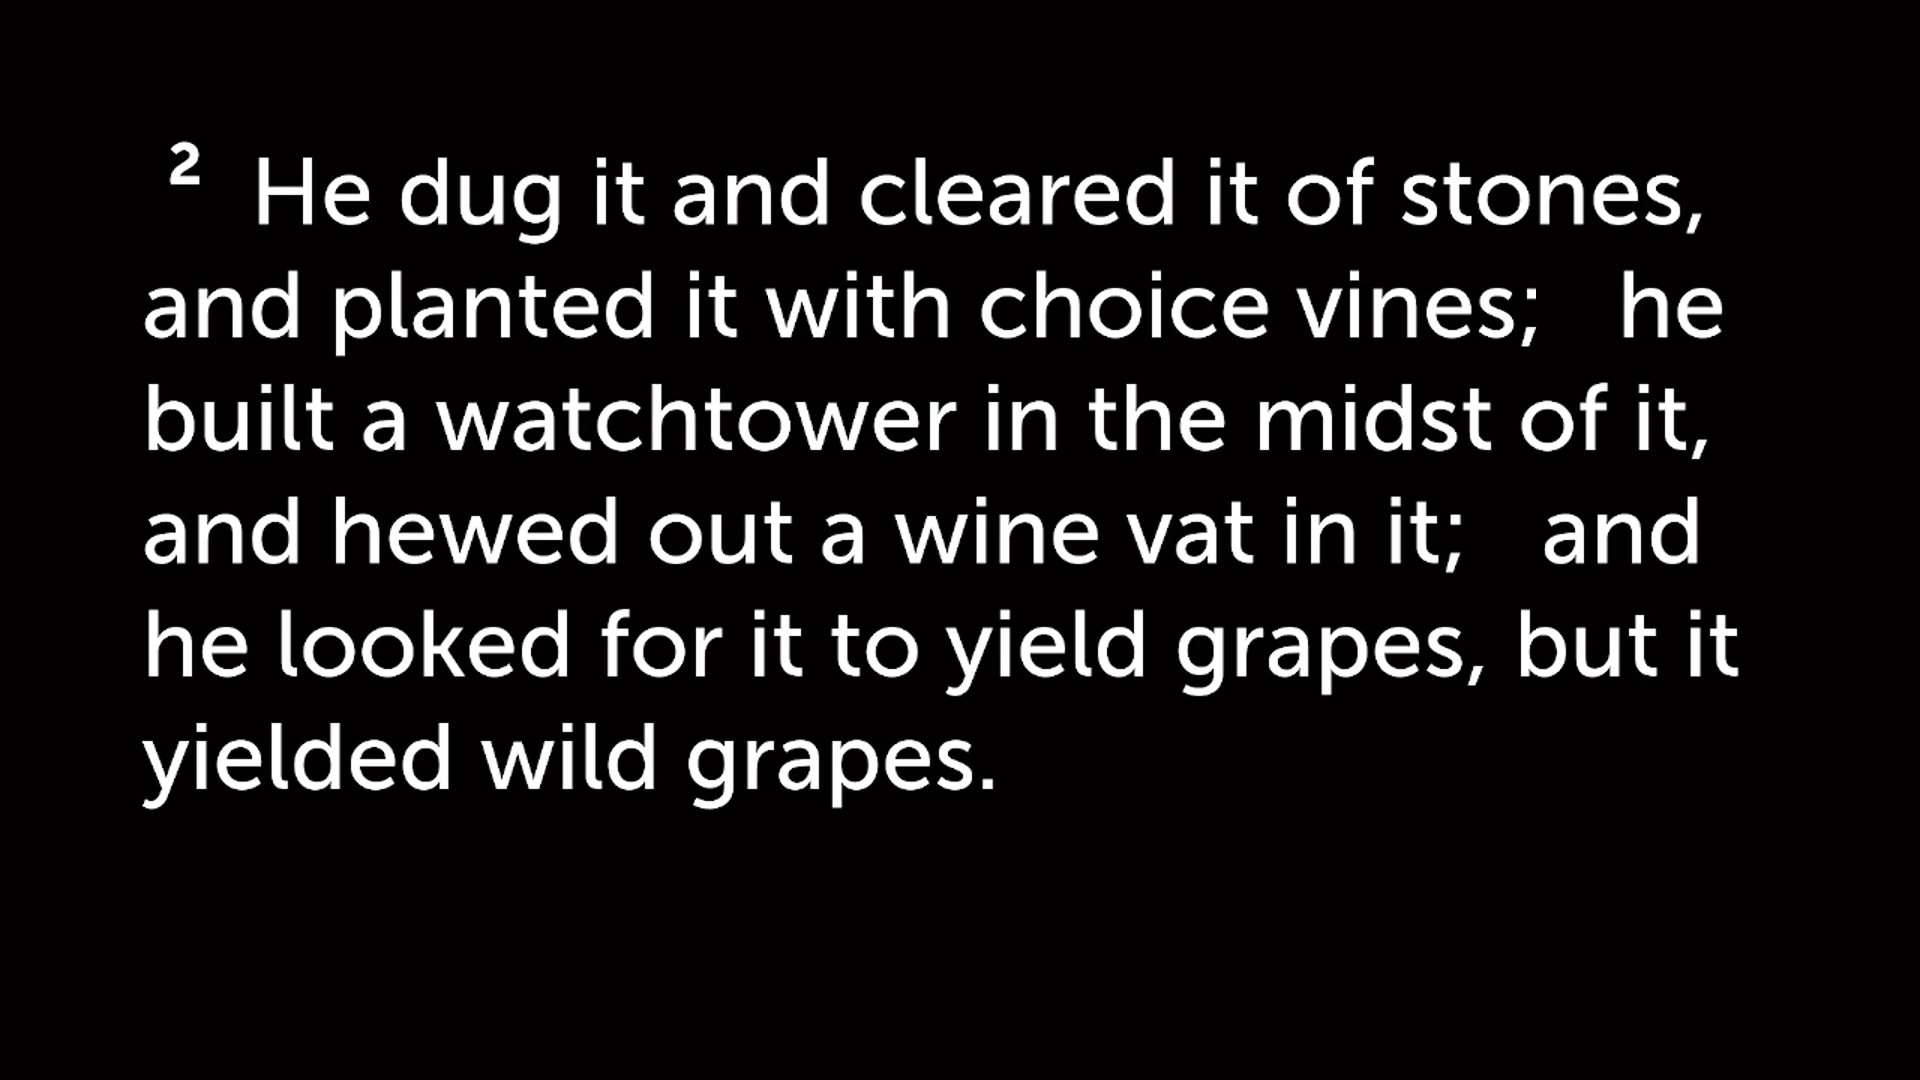 ² He dug it and cleared it of stones,
and planted it with choice vines; he
built a watchtower in the midst of it,
and hewed out a wine vat in it; and
he looked for it to yield grapes, but it
yielded wild grapes.